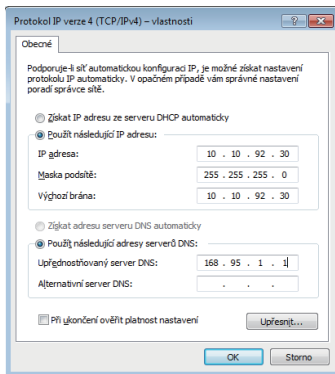 Protokol IP verze 4 (TCP/IPv4) – vlastnosti
Obecné
Podporuje-li síť automatickou konfiguraci IP, je možné získat nastavení
protokolu IP automaticky. V opačném případě vám správné nastavení
poradí správce sítě.
Získat IP adresu ze serveru DHCP automaticky
Použít následující IP adresu:
IP adresa: 10 . 10 . 92 . 30
Maska podsítě: 255 . 255 . 255 . 0
Výchozí brána: 10 . 10 . 92 . 30
Získat adresu serveru DNS automaticky
Použít následující adresy serverů DNS:
Upřednostňovaný server DNS: 168 . 95 . 1 . 1
Alternativní server DNS: . . .
Při ukončení ověřit platnost nastavení
Upřesnit...
OK Storno